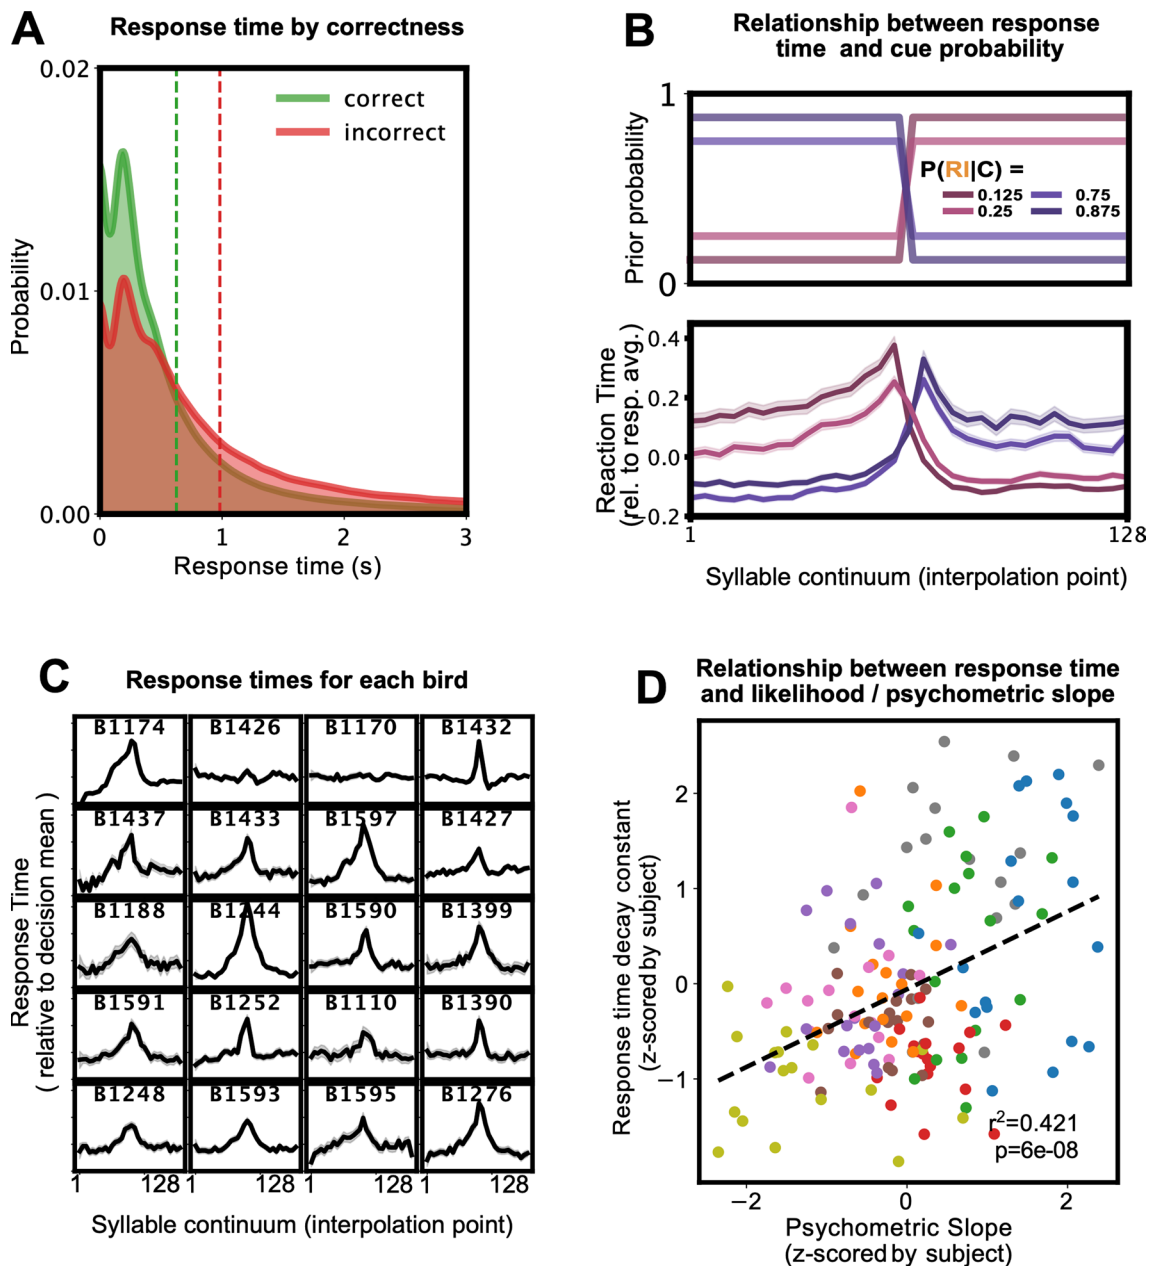 A
Response time by correctness
0.02
0.01
0.00
Probability
correct
incorrect
0
1
2
3
Response time (s)
B
Relationship between response
time and cue probability
1
0
Prior probability
P(RI|C) =
0.125
0.75
0.25
0.875
0.4
0.2
0.0
−0.2
Reaction Time
(rel. to resp. avg.)
1
128
Syllable continuum (interpolation point)
C
Response times for each bird
B1174
B1426
B1170
B1432
B1437
B1433
B1597
B1427
B1188
B1244
B1590
B1399
B1591
B1252
B1110
B1390
B1248
B1593
B1595
B1276
Response Time
( relative to decision mean )
1
128
1
128
1
128
1
128
Syllable continuum (interpolation point)
D
Relationship between response time
and likelihood / psychometric slope
2
1
0
−1
Response time decay constant
(z-scored by subject)
r2=0.421
p=6e-08
−2
0
2
Psychometric Slope
(z-scored by subject)